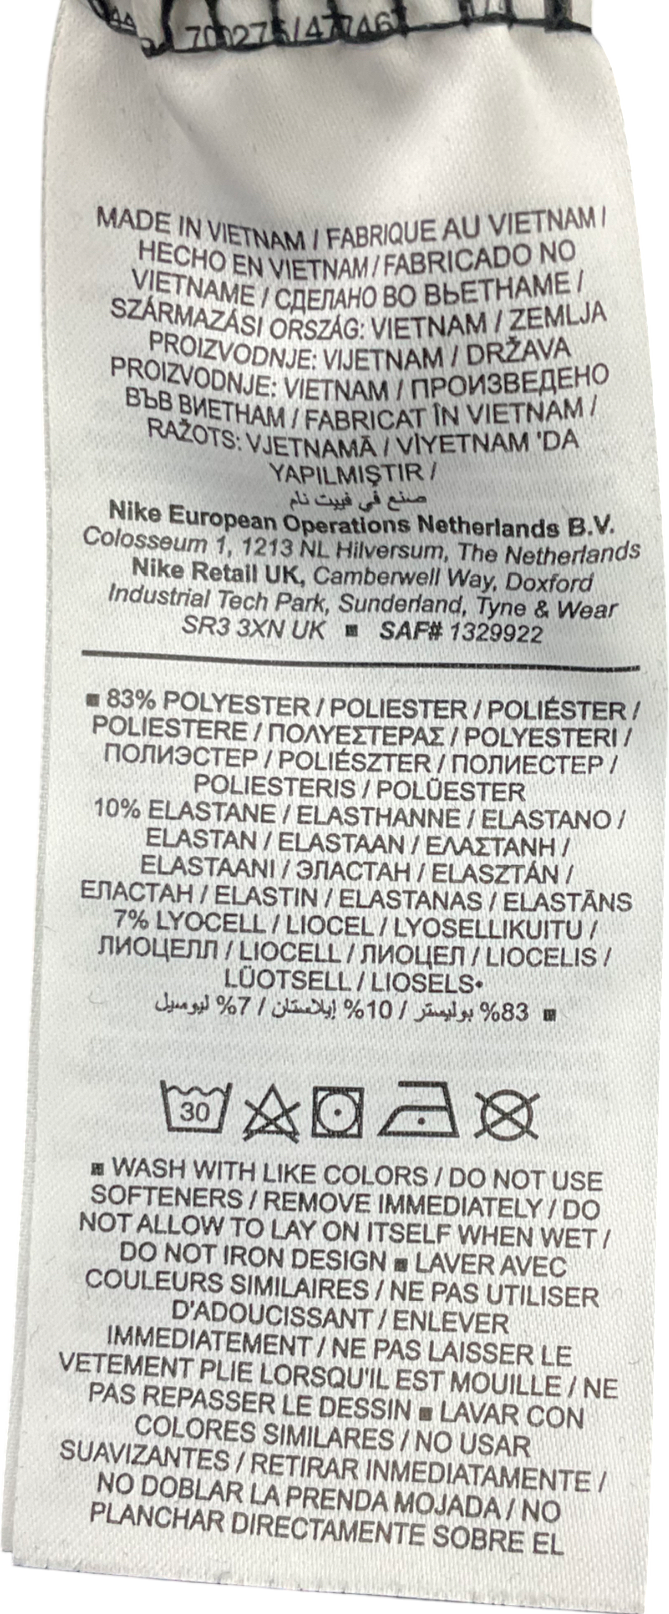 MADE IN VIETNAM / FABRIQUE AU VIETNAM /
HECHO EN VIETNAM / FABRICADO NO
VIETNAME / СДЕЛАНО ВО ВЬЕТНАМЕ /
SZÁRMAZÁSI ORSZÁG: VIETNAM / ZEMLJA
PROIZVODNJE: VIJETNAM / DRŽAVA
PROIZVODNJE: VIETNAM / ПРОИЗВЕДЕНО
ВЪВ ВИЕТНАМ / FABRICAT ÎN VIETNAM /
RAŽOTS: VJETNAMĀ / VİYETNAM 'DA
YAPILMIŞTIR /
صنع في فييت نام
Nike European Operations Netherlands B.V.
Colosseum 1, 1213 NL Hilversum, The Netherlands
Nike Retail UK, Camberwell Way, Doxford
Industrial Tech Park, Sunderland, Tyne & Wear
SR3 3XN UK ■ SAF# 1329922
■ 83% POLYESTER / POLIESTER / POLIÉSTER /
POLIESTERE / ΠΟΛΥΕΣΤΕΡΑΣ / POLYESTERI /
ПОЛИЭСТЕР / POLIÉSZTER / ПОЛИЕСТЕР /
POLIESTERIS / POLÜESTER
10% ELASTANE / ELASTHANNE / ELASTANO /
ELASTAN / ELASTAAN / ΕΛΑΣΤΑΝΗ /
ELASTAANI / ЭЛАСТАН / ELASZTÁN /
ЕЛАСТАН / ELASTIN / ELASTANAS / ELASTĀNS
7% LYOCELL / LIOCEL / LYOSELLIKUITU /
ЛИОЦЕЛЛ / LIOCELL / ЛИОЦЕЛ / LIOCELIS /
LÜOTSELL / LIOSELS•
■ 83% بوليستر / 10% إيلاستان / 7% ليوسيل
30
■ WASH WITH LIKE COLORS / DO NOT USE
SOFTENERS / REMOVE IMMEDIATELY / DO
NOT ALLOW TO LAY ON ITSELF WHEN WET /
DO NOT IRON DESIGN ■ LAVER AVEC
COULEURS SIMILAIRES / NE PAS UTILISER
D'ADOUCISSANT / ENLEVER
IMMEDIATEMENT / NE PAS LAISSER LE
VETEMENT PLIE LORSQU'IL EST MOUILLE / NE
PAS REPASSER LE DESSIN ■ LAVAR CON
COLORES SIMILARES / NO USAR
SUAVIZANTES / RETIRAR INMEDIATAMENTE /
NO DOBLAR LA PRENDA MOJADA / NO
PLANCHAR DIRECTAMENTE SOBRE EL